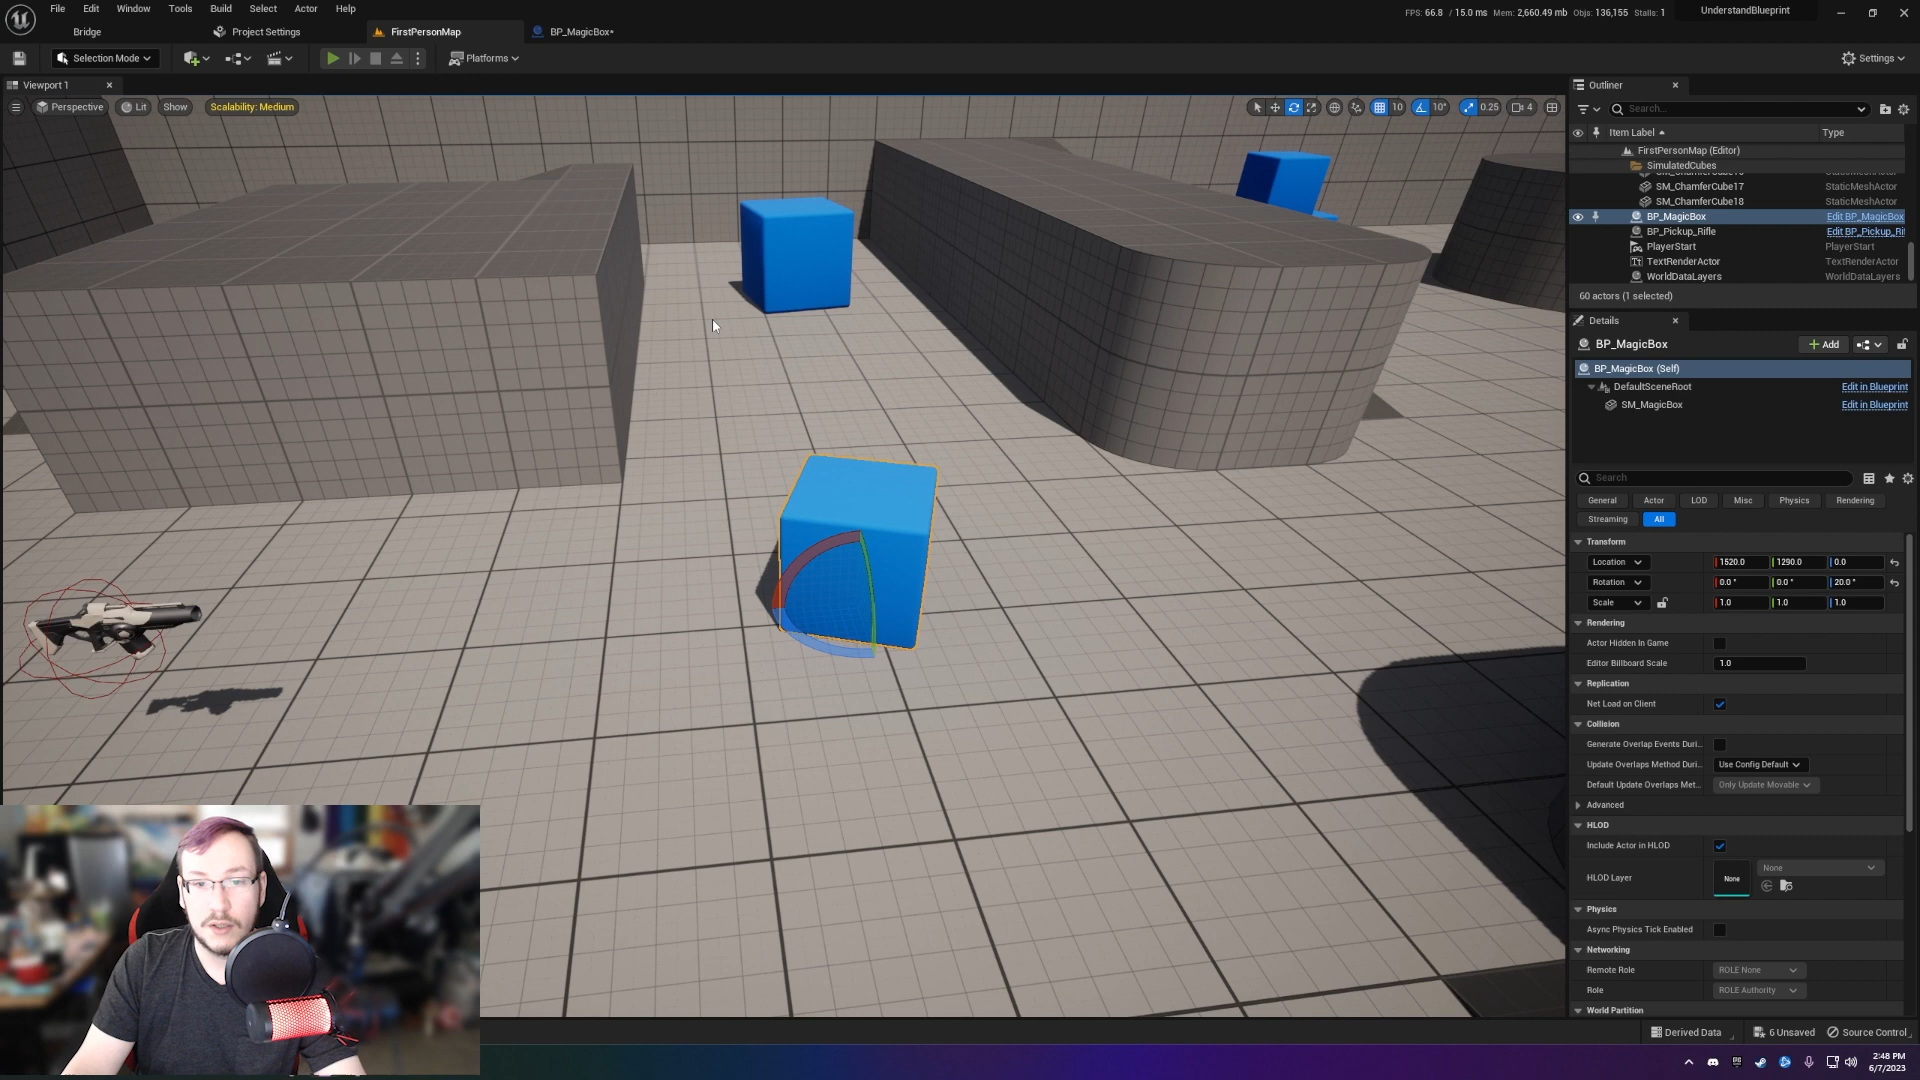 File Edit Window Tools Build Select Actor Help
FPS: 66.8 / 15.0 ms Mem: 2,660.49 mb Objs: 136,155 Stalls: 1
UnderstandBlueprint
Bridge
Project Settings
FirstPersonMap
BP_MagicBox*
Selection Mode
Platforms
Settings
Viewport 1
Perspective
Lit
Show
Scalability: Medium
10
10°
0.25
4
Outliner
Search...
Item Label
Type
FirstPersonMap (Editor)
SimulatedCubes
SM_ChamferCube17 StaticMeshActor
SM_ChamferCube18 StaticMeshActor
BP_MagicBox Edit BP_MagicBox
BP_Pickup_Rifle Edit BP_Pickup_Rif
PlayerStart PlayerStart
TextRenderActor TextRenderActor
WorldDataLayers WorldDataLayers
60 actors (1 selected)
Details
BP_MagicBox
Add
BP_MagicBox (Self)
DefaultSceneRoot Edit in Blueprint
SM_MagicBox Edit in Blueprint
Search
General Actor LOD Misc Physics Rendering
Streaming All
Transform
Location 1520.0 1290.0 0.0
Rotation 0.0 ° 0.0 ° 20.0 °
Scale 1.0 1.0 1.0
Rendering
Actor Hidden In Game
Editor Billboard Scale 1.0
Replication
Net Load on Client
Collision
Generate Overlap Events Duri...
Update Overlaps Method Duri... Use Config Default
Default Update Overlaps Met... Only Update Movable
Advanced
HLOD
Include Actor in HLOD
HLOD Layer None None
Physics
Async Physics Tick Enabled
Networking
Remote Role ROLE None
Role ROLE Authority
World Partition
Derived Data
6 Unsaved
Source Control
2:48 PM
6/7/2023